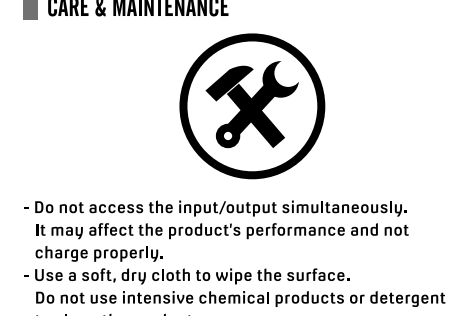 CARE & MAINTENANCE
- Do not access the input/output simultaneously.
It may affect the product's performance and not
charge properly.
- Use a soft, dry cloth to wipe the surface.
Do not use intensive chemical products or detergent